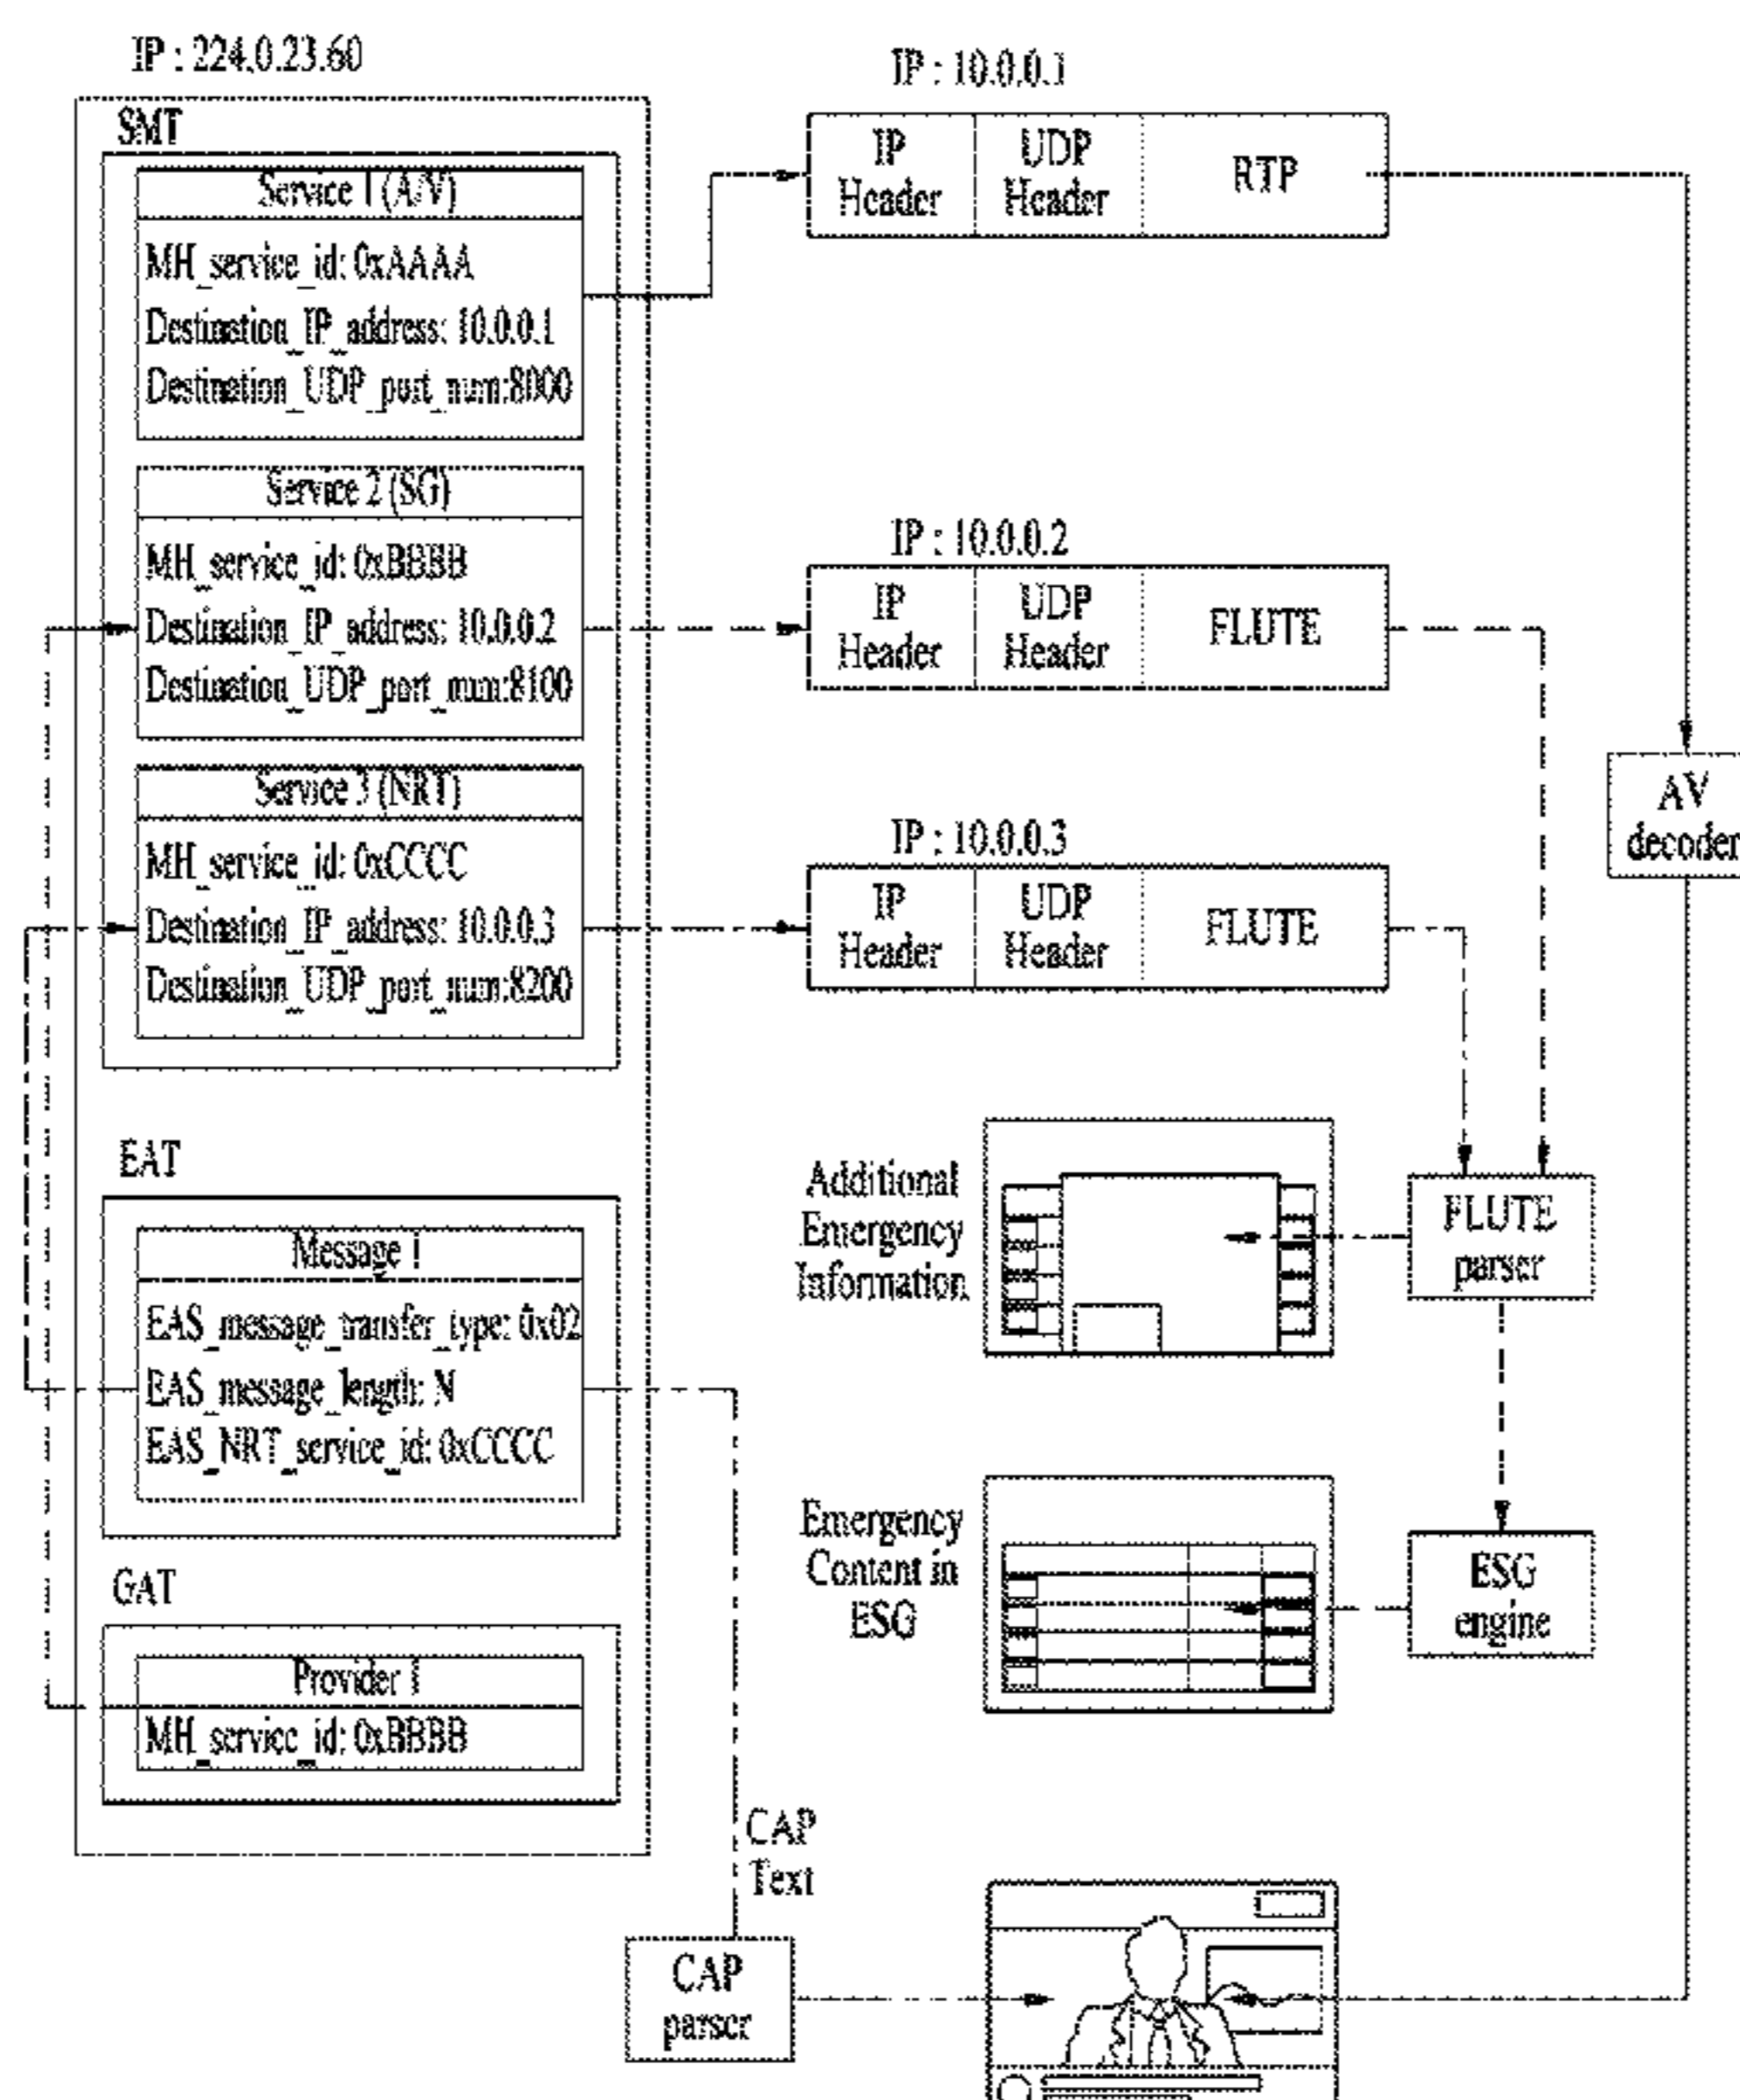 IP : 224.0.23.60
SMT
Service 1 (A/V)
MH_service_id: 0xAAAA
Destination_IP_address: 10.0.0.1
Destination_UDP_port_num:8000
Service 2 (SG)
MH_service_id: 0xBBBB
Destination_IP_address: 10.0.0.2
Destination_UDP_port_num:8100
Service 3 (NRT)
MH_service_id: 0xCCCC
Destination_IP_address: 10.0.0.3
Destination_UDP_port_num:8200
EAT
Message 1
EAS_message_transfer_type: 0x02
EAS_message_length: N
EAS_NRT_service_id: 0xCCCC
GAT
Provider 1
MH_service_id: 0xBBBB
IP : 10.0.0.1
IP
Header
UDP
Header
RTP
IP : 10.0.0.2
IP
Header
UDP
Header
FLUTE
IP : 10.0.0.3
IP
Header
UDP
Header
FLUTE
AV
decoder
Additional
Emergency
Information
FLUTE
parser
Emergency
Content in
ESG
ESG
engine
CAP
Text
CAP
parser